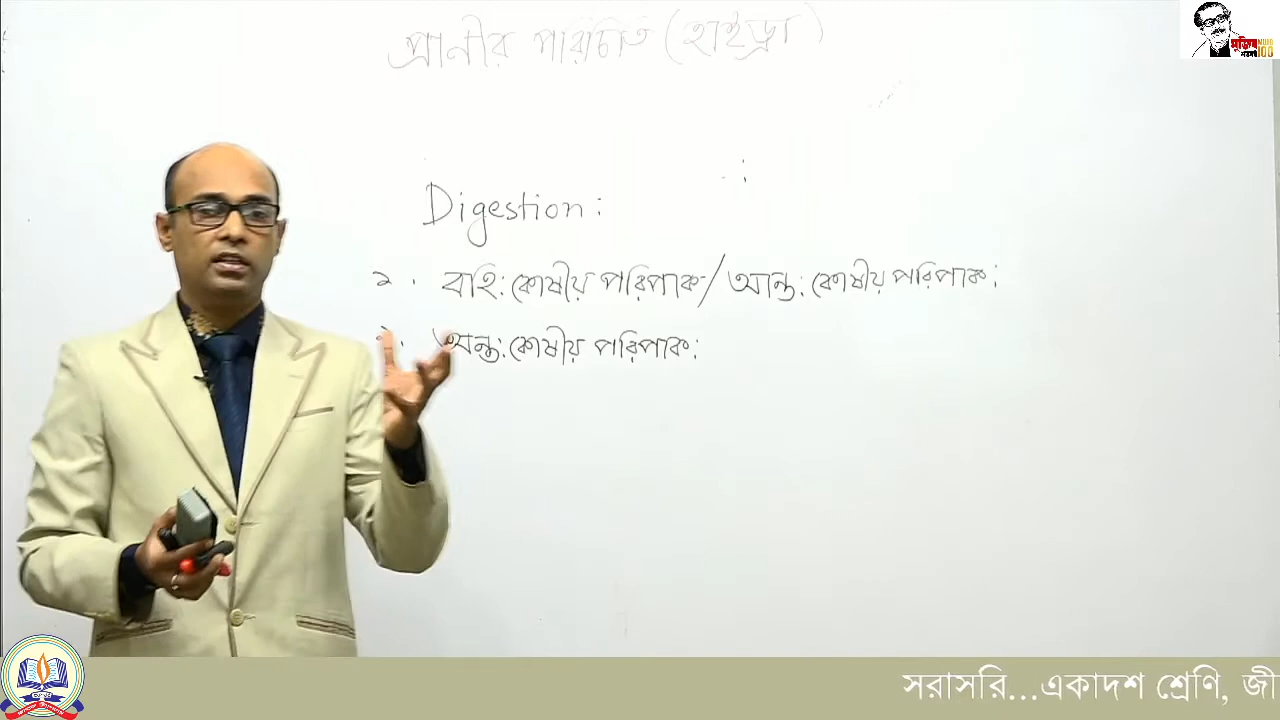 প্রাণীর পরিচিতি (হাইড্রা)
Digestion:
১. বহি:কোষীয় পরিপাক/আন্ত:কোষীয় পরিপাক:
২. অন্ত:কোষীয় পরিপাক:
সরাসরি...একাদশ শ্রেণি, জী